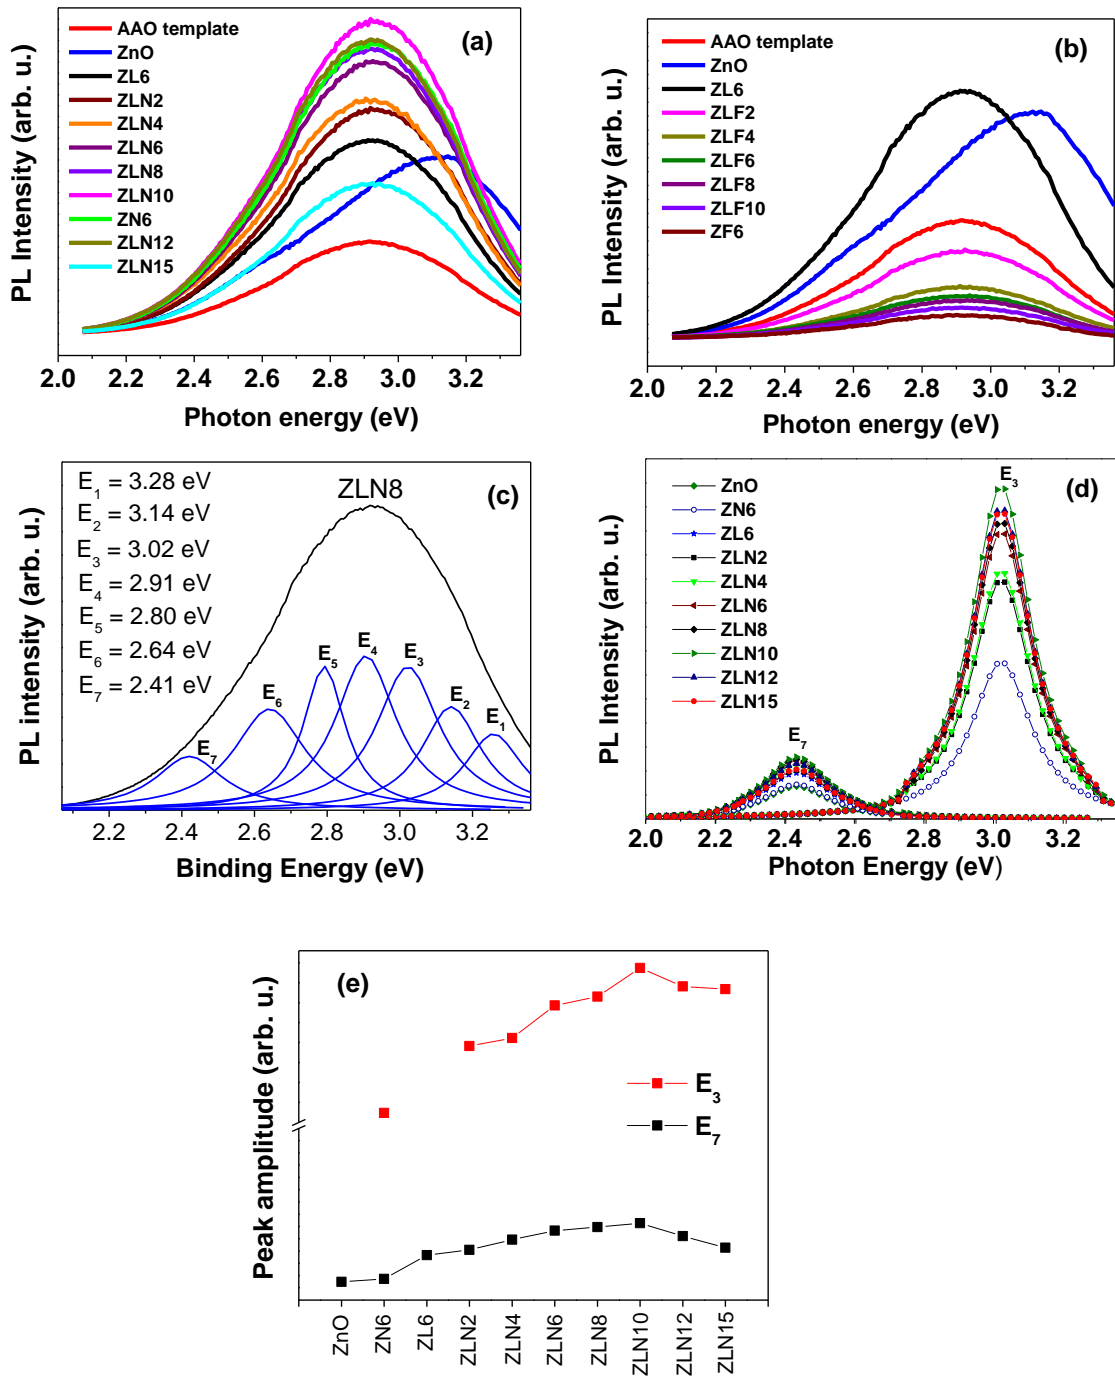 (a)
AAO template
ZnO
ZL6
ZLN2
ZLN4
ZLN6
ZLN8
ZLN10
ZN6
ZLN12
ZLN15
PL Intensity (arb. u.)
2.0 2.2 2.4 2.6 2.8 3.0 3.2
Photon energy (eV)
(b)
AAO template
ZnO
ZL6
ZLF2
ZLF4
ZLF6
ZLF8
ZLF10
ZF6
PL Intensity (arb. u.)
2.0 2.2 2.4 2.6 2.8 3.0 3.2
Photon energy (eV)
(c)
ZLN8
E1 = 3.28 eV
E2 = 3.14 eV
E3 = 3.02 eV
E4 = 2.91 eV
E5 = 2.80 eV
E6 = 2.64 eV
E7 = 2.41 eV
E7 E6 E5 E4 E3 E2 E1
PL intensity (arb. u.)
2.2 2.4 2.6 2.8 3.0 3.2
Binding Energy (eV)
(d)
ZnO
ZN6
ZL6
ZLN2
ZLN4
ZLN6
ZLN8
ZLN10
ZLN12
ZLN15
E3
E7
PL Intensity (arb. u.)
2.0 2.2 2.4 2.6 2.8 3.0 3.2
Photon Energy (eV)
(e)
E3
E7
Peak amplitude (arb. u.)
ZnO
ZN6
ZL6
ZLN2
ZLN4
ZLN6
ZLN8
ZLN10
ZLN12
ZLN15